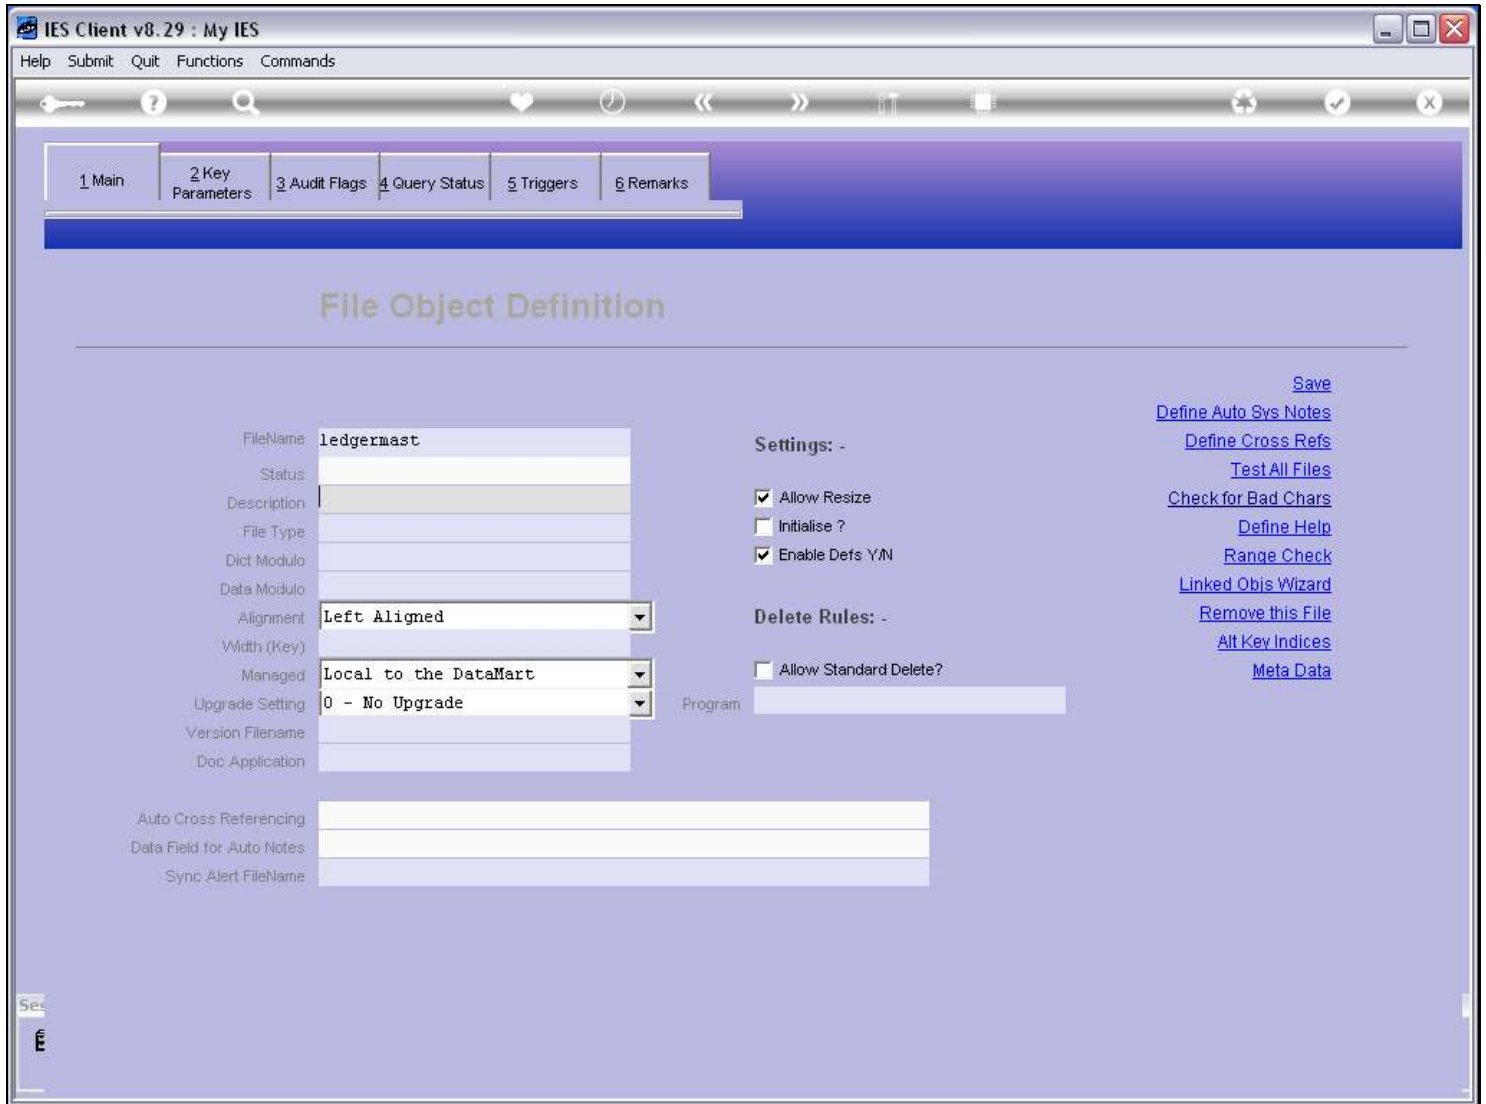 IES Client v8.29 : My IES
Help Submit Quit Functions Commands
1 Main
2 Key
Parameters
3 Audit Flags
4 Query Status
5 Triggers
6 Remarks
File Object Definition
Save
Define Auto Sys Notes
Define Cross Refs
Test All Files
Check for Bad Chars
Define Help
Range Check
Linked Objs Wizard
Remove this File
Alt Key Indices
Meta Data
FileName ledgermast
Status
Description
File Type
Dict Modulo
Data Modulo
Alignment Left Aligned
Width (Key)
Managed Local to the DataMart
Upgrade Setting 0 - No Upgrade
Version Filename
Doc Application
Settings: -
Allow Resize
Initialise ?
Enable Defs Y/N
Delete Rules: -
Allow Standard Delete?
Program
Auto Cross Referencing
Data Field for Auto Notes
Sync Alert FileName
Ses